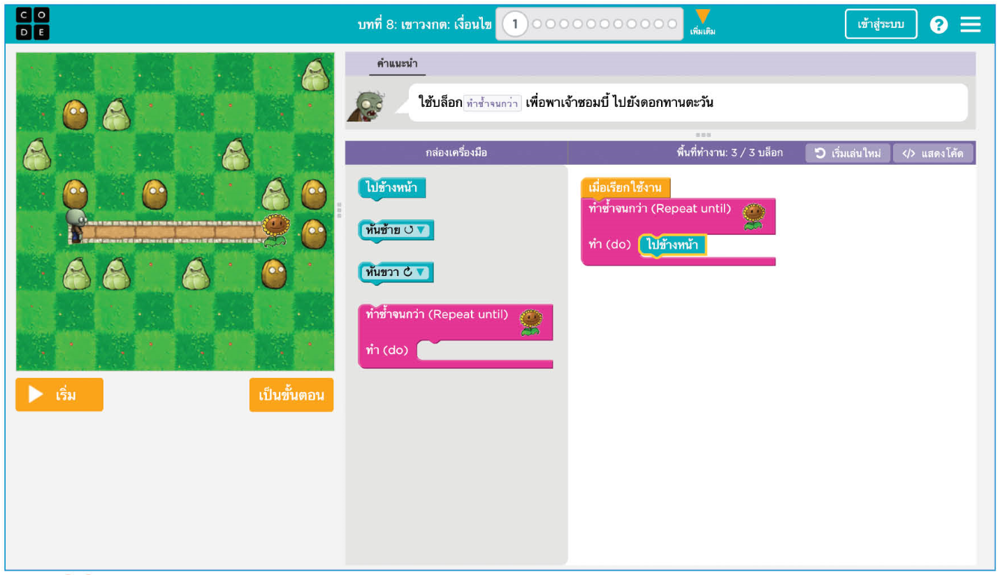 C O
D E
บทที่ 8: เขาวงกต: เงื่อนไข
1
เพิ่มเติม
เข้าสู่ระบบ
?
คำแนะนำ
ใช้บล็อก ทำซ้ำจนกว่า เพื่อพาเจ้าซอมบี้ ไปยังดอกทานตะวัน
กล่องเครื่องมือ
พื้นที่ทำงาน: 3 / 3 บล็อก
เริ่มเล่นใหม่
</> แสดงโค้ด
ไปข้างหน้า
หันซ้าย ↺ ▼
หันขวา ↻ ▼
ทำซ้ำจนกว่า (Repeat until)
ทำ (do)
เมื่อเรียกใช้งาน
ทำซ้ำจนกว่า (Repeat until)
ทำ (do) ไปข้างหน้า
เริ่ม
เป็นขั้นตอน